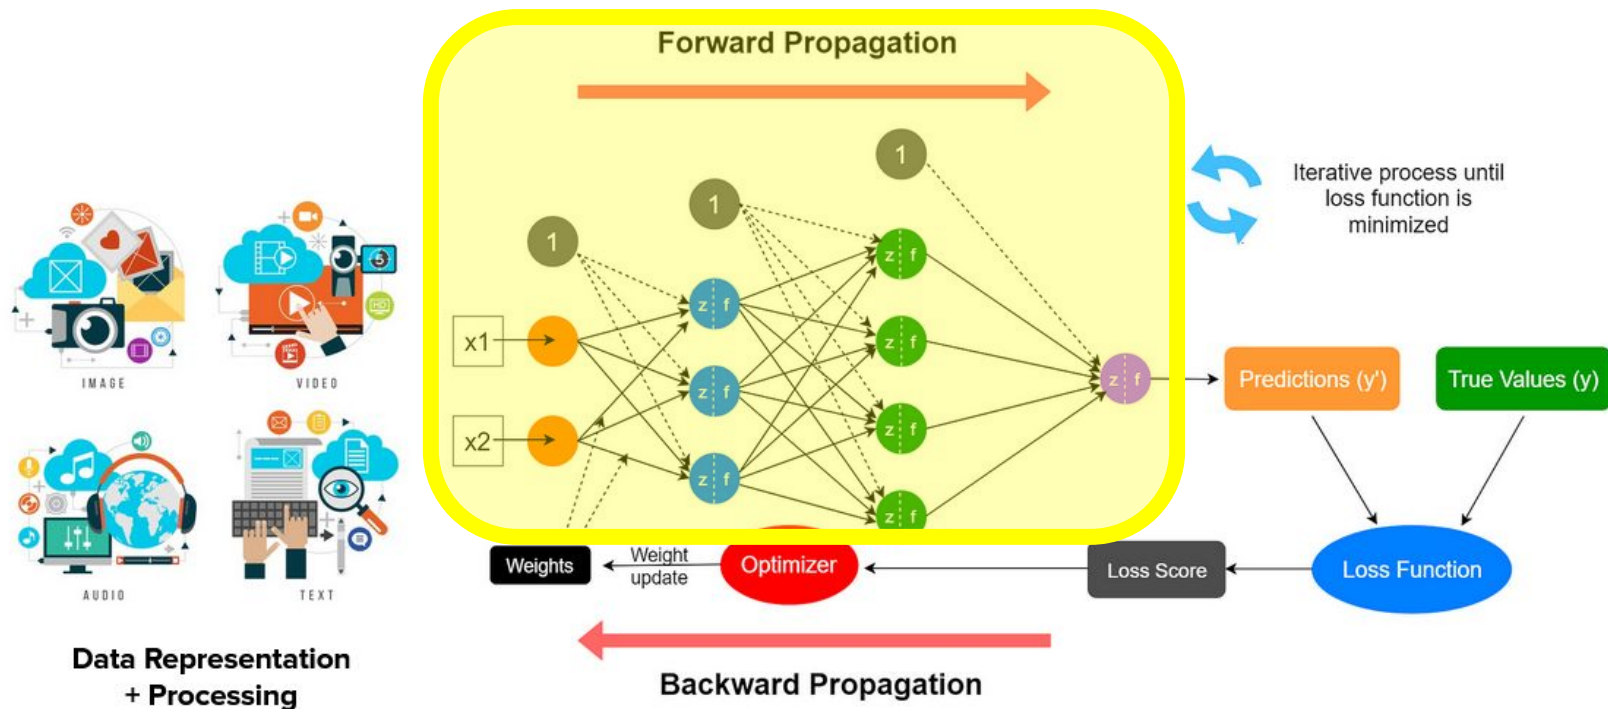 Forward Propagation
1
1
1
Iterative process until
loss function is
minimized
z f
z f
HD
z f
x1
z f
z f
Predictions (y')
True Values (y)
IMAGE
VIDEO
z f
x2
z f
z f
z f
Weights
Weight
update
Optimizer
Loss Score
Loss Function
AUDIO
TEXT
Data Representation
+ Processing
Backward Propagation